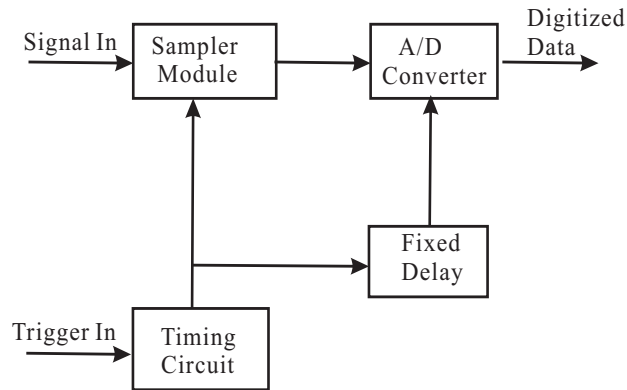 Signal In
Sampler
Module
A/D
Converter
Digitized
Data
Fixed
Delay
Trigger In
Timing
Circuit